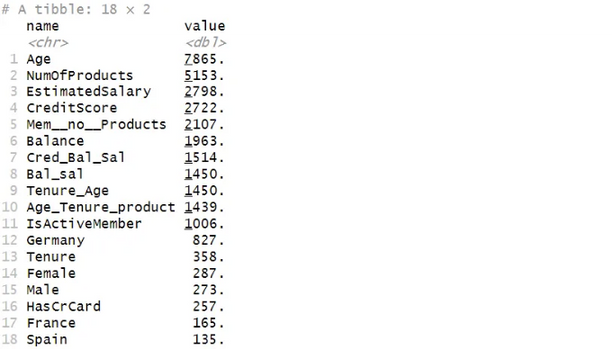 # A tibble: 18 × 2
name value
<chr> <dbl>
1 Age 7865.
2 NumOfProducts 5153.
3 EstimatedSalary 2798.
4 CreditScore 2722.
5 Mem__no__Products 2107.
6 Balance 1963.
7 Cred_Bal_Sal 1514.
8 Bal_sal 1450.
9 Tenure_Age 1450.
10 Age_Tenure_product 1439.
11 IsActiveMember 1006.
12 Germany 827.
13 Tenure 358.
14 Female 287.
15 Male 273.
16 HasCrCard 257.
17 France 165.
18 Spain 135.